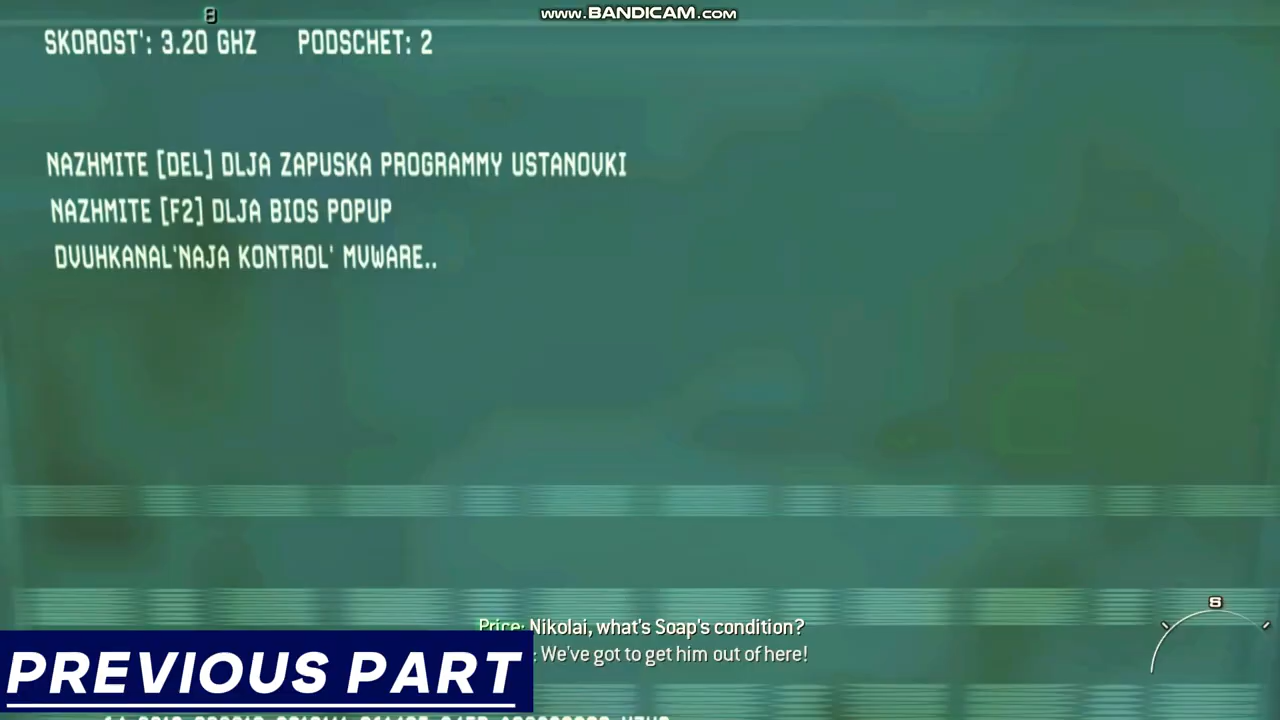 8
www.BANDICAM.com
SKOROST': 3.20 GHZ PODSCHET: 2
NAZHMITE [DEL] DLJA ZAPUSKA PROGRAMMY USTANOVKI
NAZHMITE [F2] DLJA BIOS POPUP
DVUHKANAL'NAJA KONTROL' MVWARE..
S
Price: Nikolai, what's Soap's condition?
: We've got to get him out of here!
PREVIOUS PART